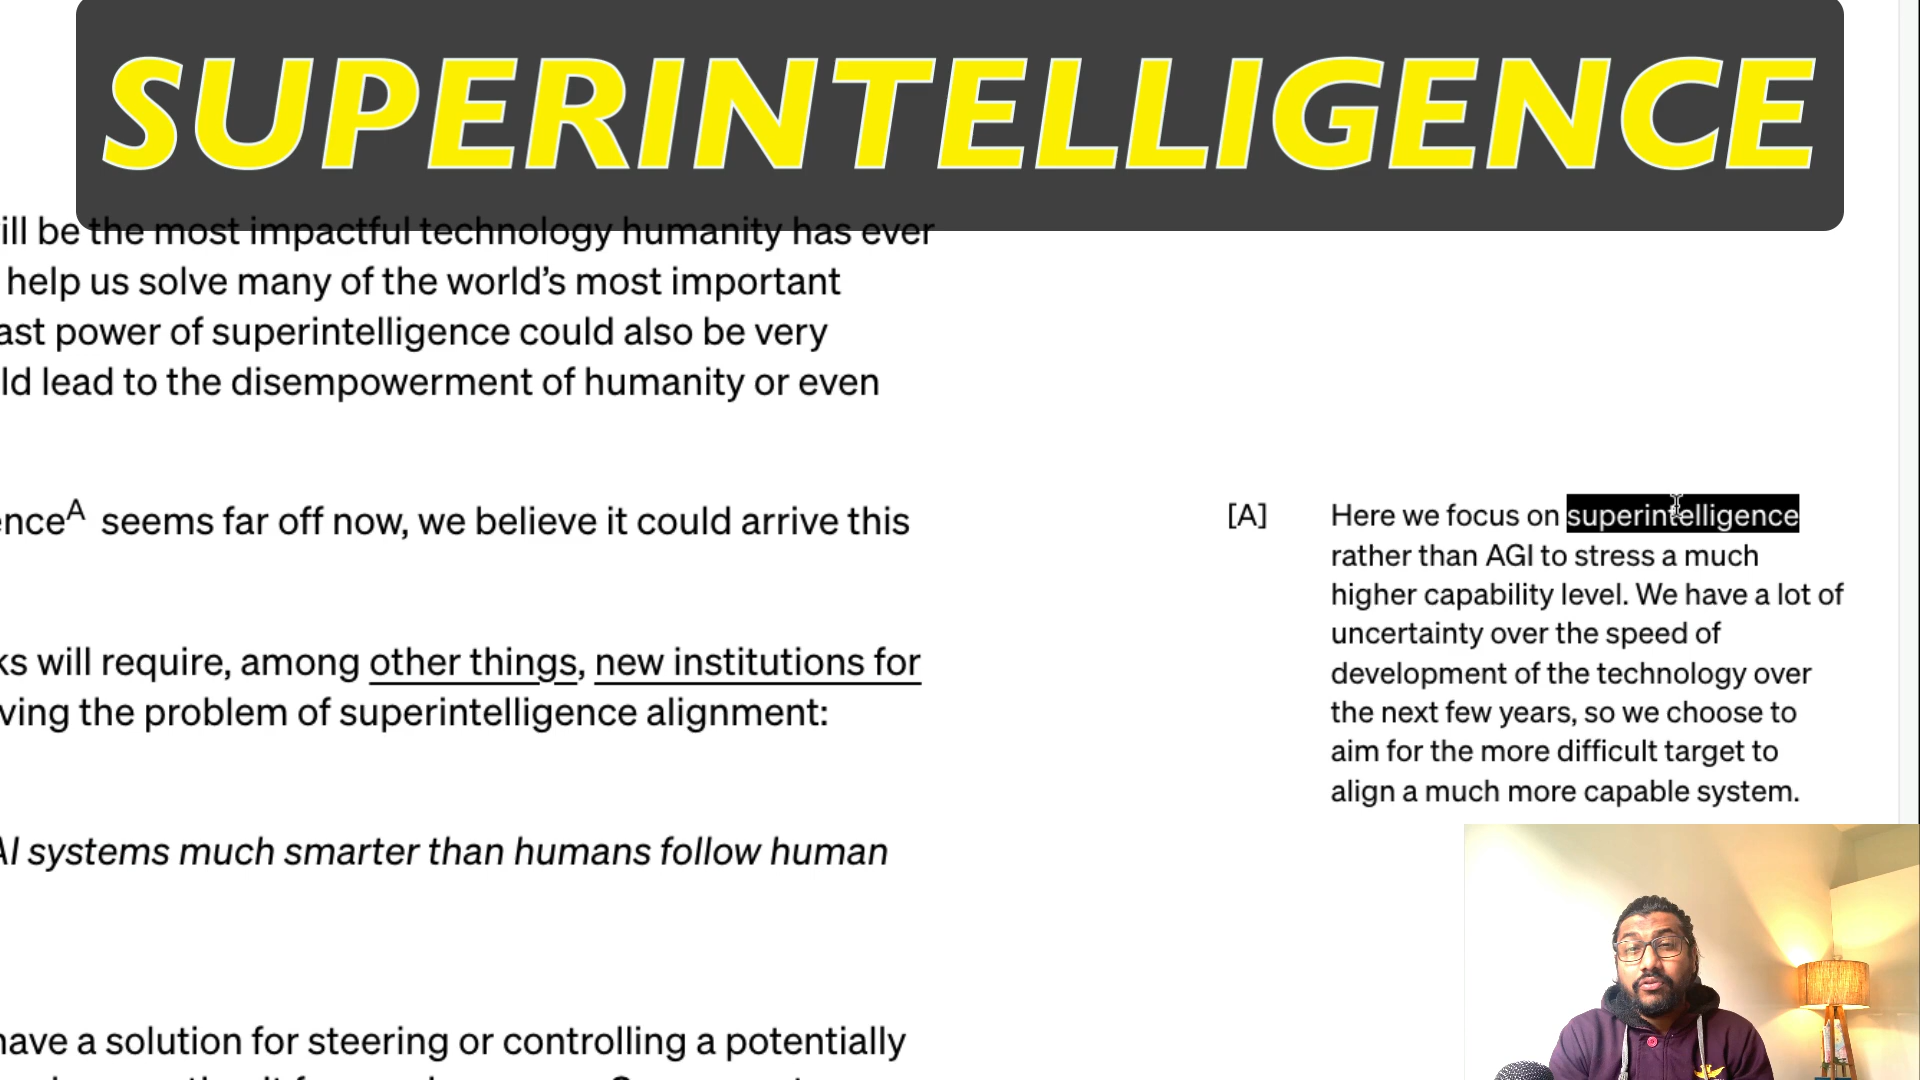 SUPERINTELLIGENCE
ill be the most impactful technology humanity has ever
help us solve many of the world’s most important
ast power of superintelligence could also be very
ld lead to the disempowerment of humanity or even
enceA seems far off now, we believe it could arrive this
ks will require, among other things, new institutions for
ving the problem of superintelligence alignment:
AI systems much smarter than humans follow human
have a solution for steering or controlling a potentially
[A] Here we focus on superintelligence
rather than AGI to stress a much
higher capability level. We have a lot of
uncertainty over the speed of
development of the technology over
the next few years, so we choose to
aim for the more difficult target to
align a much more capable system.